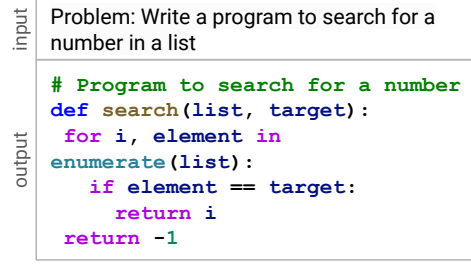 input
Problem: Write a program to search for a
number in a list
output
# Program to search for a number
def search(list, target):
 for i, element in
enumerate(list):
   if element == target:
     return i
 return -1